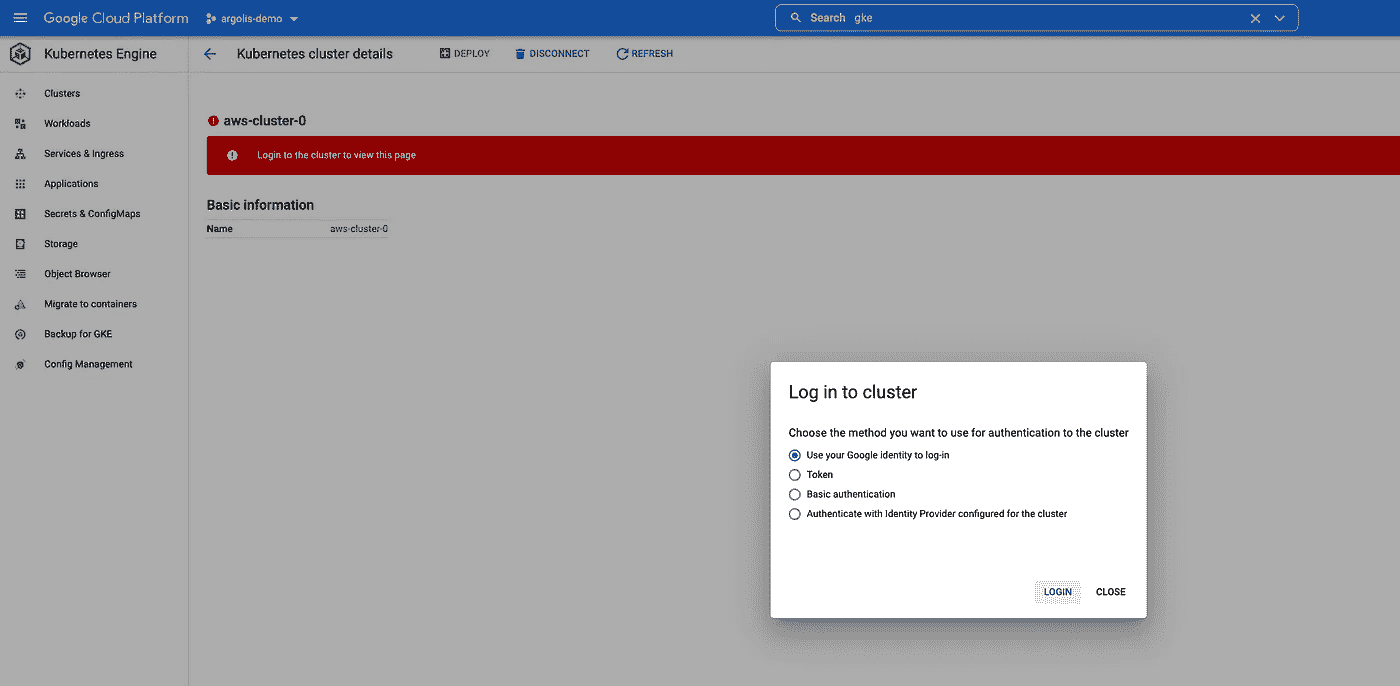 Google Cloud Platform argolis-demo Search gke
Kubernetes Engine
Kubernetes cluster details DEPLOY DISCONNECT REFRESH
Clusters
Workloads
Services & Ingress
Applications
Secrets & ConfigMaps
Storage
Object Browser
Migrate to containers
Backup for GKE
Config Management
aws-cluster-0
Login to the cluster to view this page
Basic information
Name aws-cluster-0
Log in to cluster
Choose the method you want to use for authentication to the cluster
Use your Google identity to log-in
Token
Basic authentication
Authenticate with Identity Provider configured for the cluster
LOGIN CLOSE